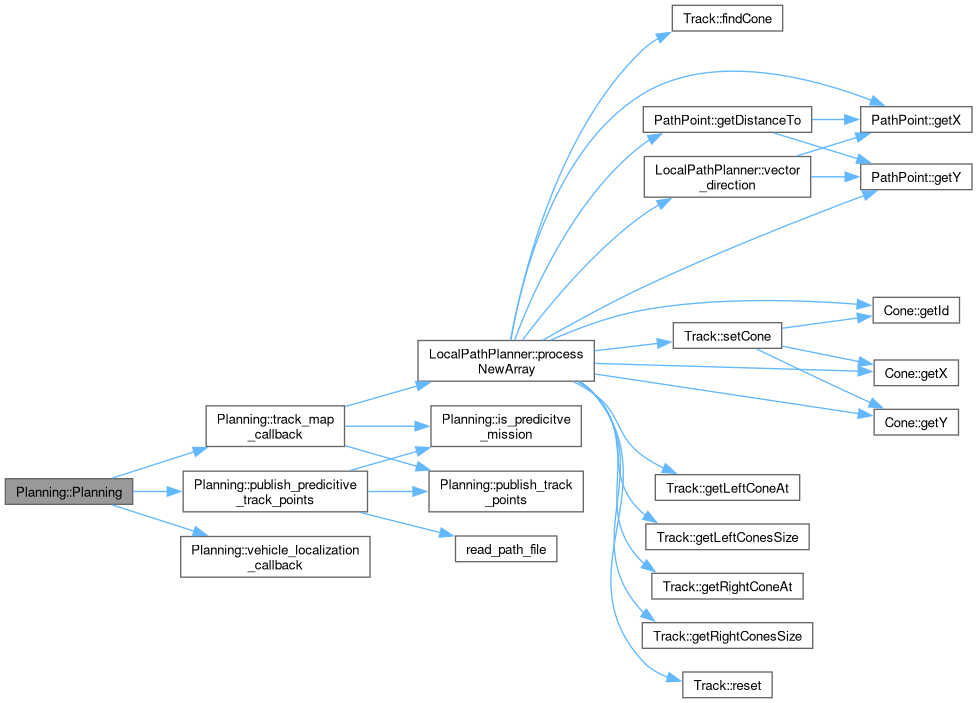 Track::findCone
PathPoint::getDistanceTo
PathPoint::getX
LocalPathPlanner::vector
_direction
PathPoint::getY
Cone::getId
Track::setCone
LocalPathPlanner::process
NewArray
Cone::getX
Planning::track_map
_callback
Planning::is_predicitve
_mission
Cone::getY
Planning::Planning
Planning::publish_predicitive
_track_points
Planning::publish_track
_points
Track::getLeftConeAt
Planning::vehicle_localization
_callback
read_path_file
Track::getLeftConesSize
Track::getRightConeAt
Track::getRightConesSize
Track::reset